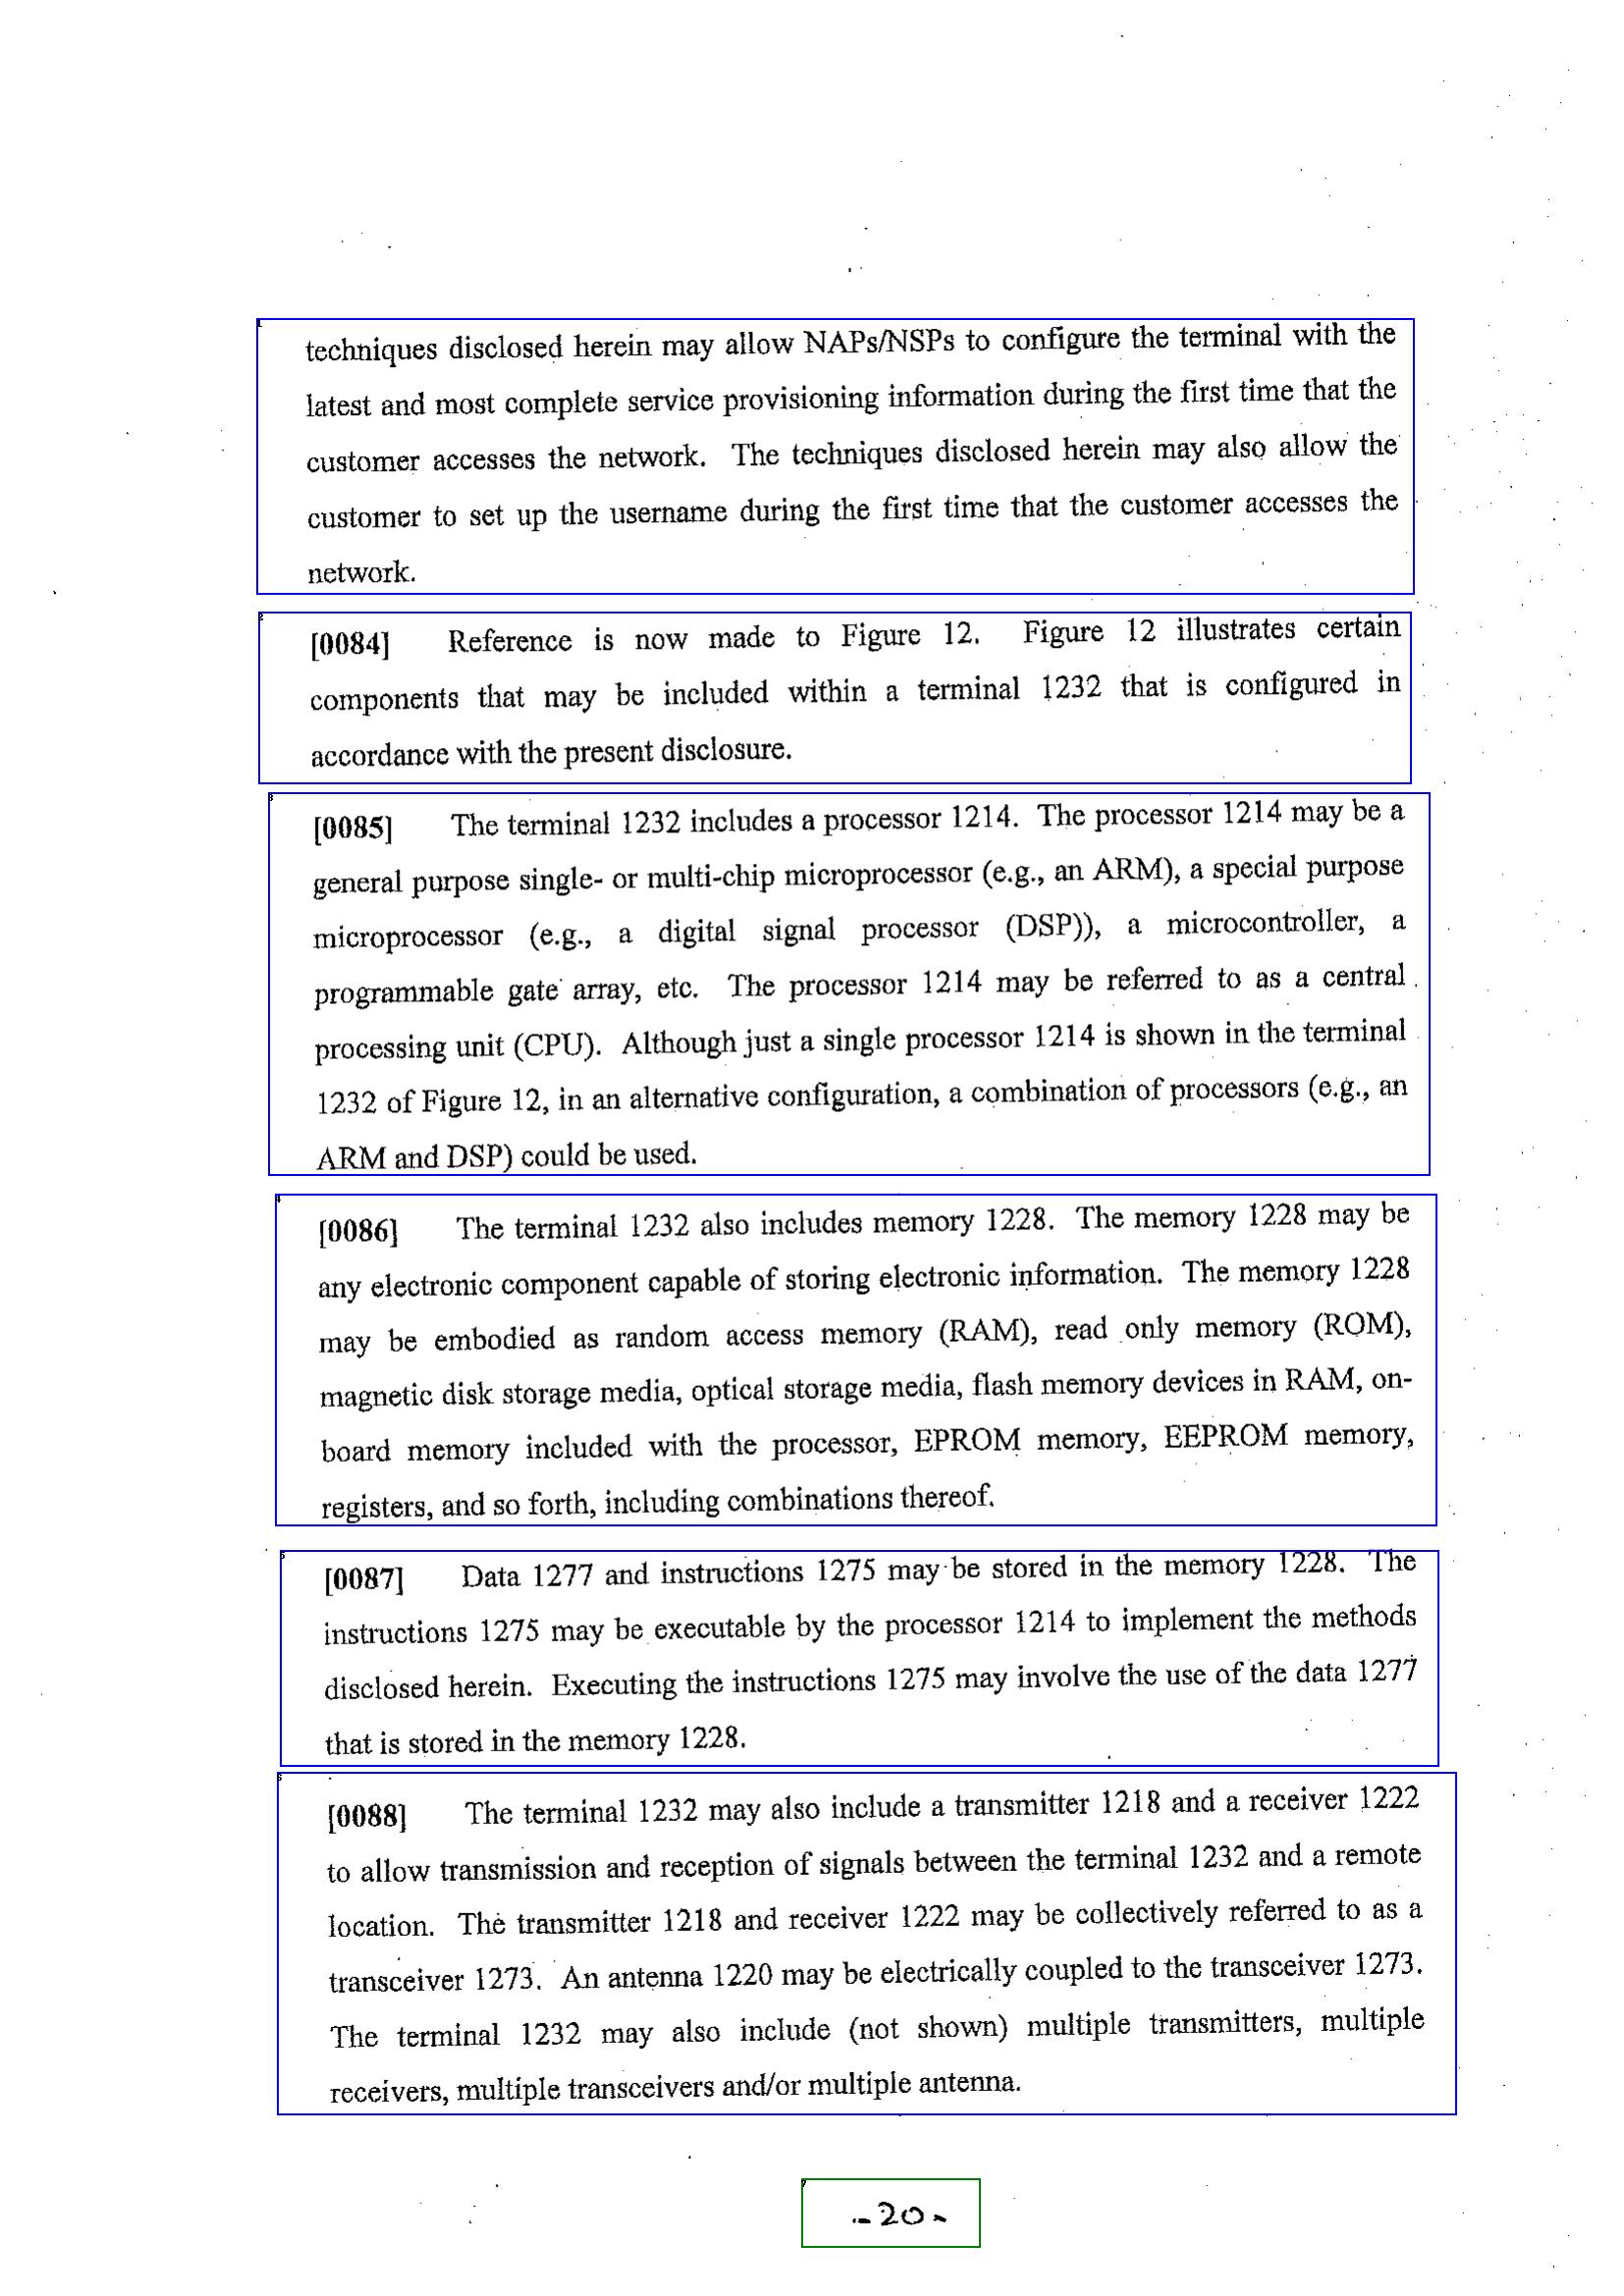 techniques disclosed herein may allow NAPs/NSPs to configure the terminal with the
latest and most complete service provisioning information during the first time that the
customer accesses the network. The techniques disclosed herein may also allow the
customer to set up the username during the first time that the customer accesses the
network.
[0084] Reference is now made to Figure 12. Figure 12 illustrates certain
components that may be included within a terminal 1232 that is configured in
accordance with the present disclosure.
[0085] The terminal 1232 includes a processor 1214. The processor 1214 may be a
general purpose single- or multi-chip microprocessor (e.g., an ARM), a special purpose
microprocessor (e.g., a digital signal processor (DSP)), a microcontroller, a
programmable gate array, etc. The processor 1214 may be referred to as a central
processing unit (CPU). Although just a single processor 1214 is shown in the terminal
1232 of Figure 12, in an alternative configuration, a combination of processors (e.g., an
ARM and DSP) could be used.
[0086] The terminal 1232 also includes memory 1228. The memory 1228 may be
any electronic component capable of storing electronic information. The memory 1228
may be embodied as random access memory (RAM), read only memory (ROM),
magnetic disk storage media, optical storage media, flash memory devices in RAM, on-
board memory included with the processor, EPROM memory, EEPROM memory,
registers, and so forth, including combinations thereof.
[0087] Data 1277 and instructions 1275 may be stored in the memory 1228. The
instructions 1275 may be executable by the processor 1214 to implement the methods
disclosed herein. Executing the instructions 1275 may involve the use of the data 1277
that is stored in the memory 1228.
[0088] The terminal 1232 may also include a transmitter 1218 and a receiver 1222
to allow transmission and reception of signals between the terminal 1232 and a remote
location. The transmitter 1218 and receiver 1222 may be collectively referred to as a
transceiver 1273. An antenna 1220 may be electrically coupled to the transceiver 1273.
The terminal 1232 may also include (not shown) multiple transmitters, multiple
receivers, multiple transceivers and/or multiple antenna.
-20-